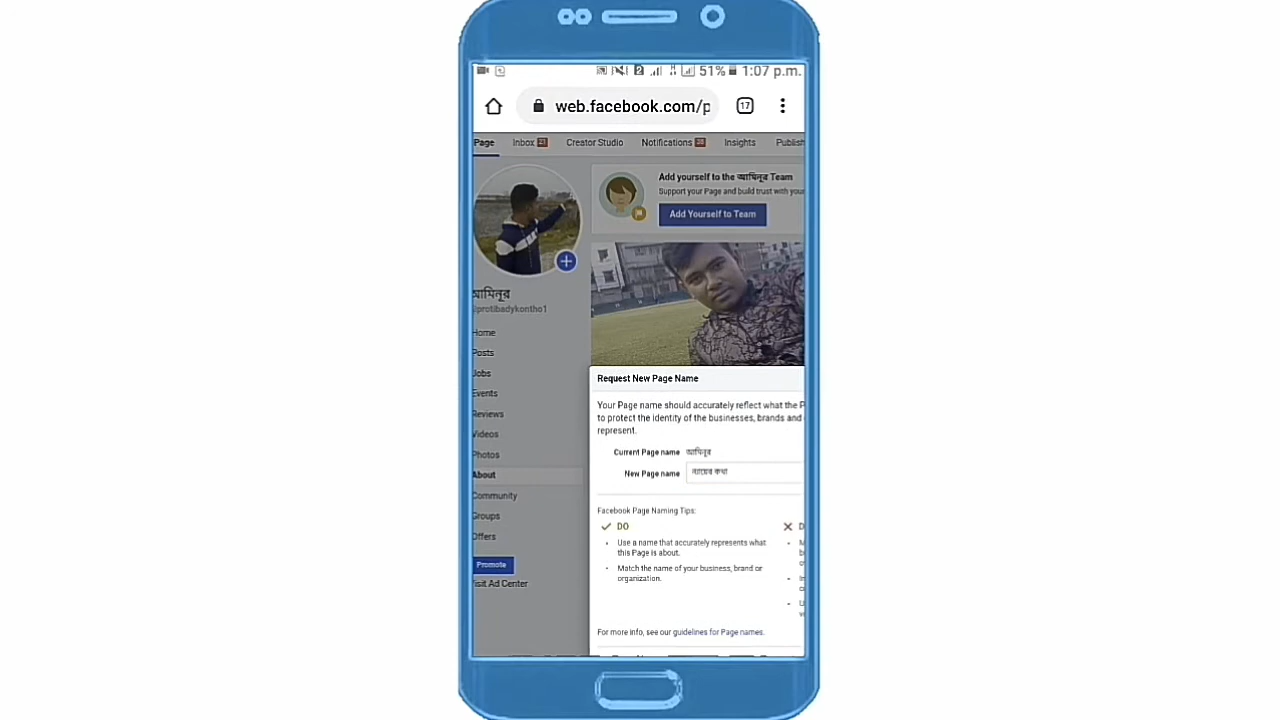 51% 1:07 p.m.
web.facebook.com/p
17
Page Inbox 21 Creator Studio Notifications Insights Publish
Add yourself to the আমিনূর Team
Support your Page and build trust with your
Add Yourself to Team
আমিনূর
@protibadykontho1
Home
Posts
Jobs
Events
Reviews
Videos
Photos
About
Community
Groups
Offers
Promote
Visit Ad Center
Request New Page Name
Your Page name should accurately reflect what the P
to protect the identity of the businesses, brands and
represent.
Current Page name আমিনূর
New Page name ন্যায়ের কথা
Facebook Page Naming Tips:
DO
Use a name that accurately represents what
this Page is about.
Match the name of your business, brand or
organization.
D
For more info, see our guidelines for Page names.